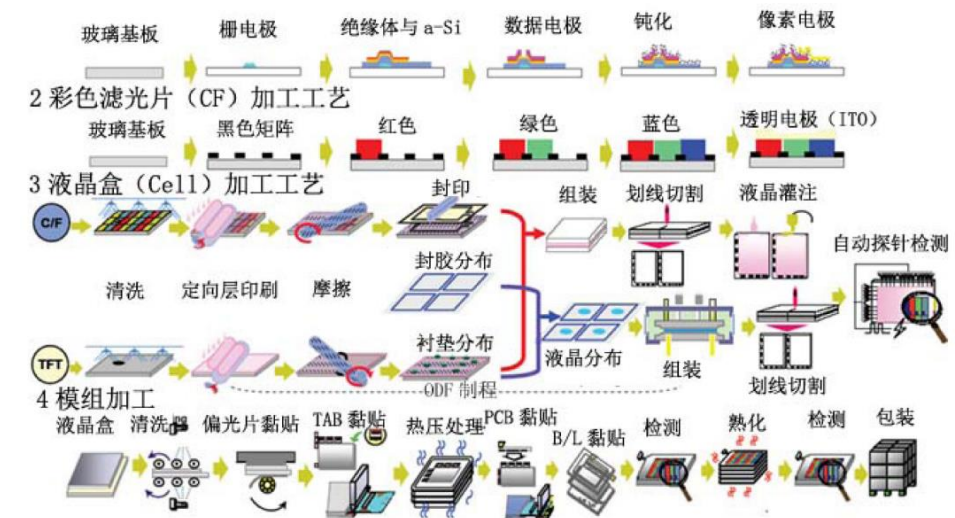 玻璃基板 栅电极 绝缘体与 a-Si 数据电极 钝化 像素电极
2 彩色滤光片（CF）加工工艺
玻璃基板 黑色矩阵 红色 绿色 蓝色 透明电极（ITO）
3 液晶盒（Cell）加工工艺
C/F 封印 组装 划线切割 液晶灌注
自动探针检测
封胶分布
清洗 定向层印刷 摩擦
TFT 衬垫分布 液晶分布 组装 划线切割
ODF 制程
4 模组加工
液晶盒 清洗 偏光片黏贴 TAB 黏贴 热压处理 PCB 黏贴 B/L 黏贴 检测 熟化 检测 包装